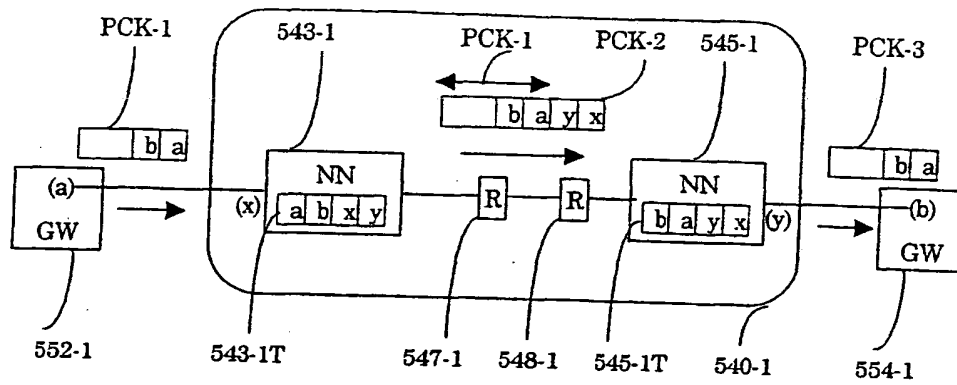 PCK-1
543-1
PCK-1
PCK-2
545-1
PCK-3
b a
b a y x
b a
(a)
GW
(x)
NN
a b x y
R
R
NN
b a y x
(y)
(b)
GW
552-1
543-1T
547-1
548-1
545-1T
540-1
554-1